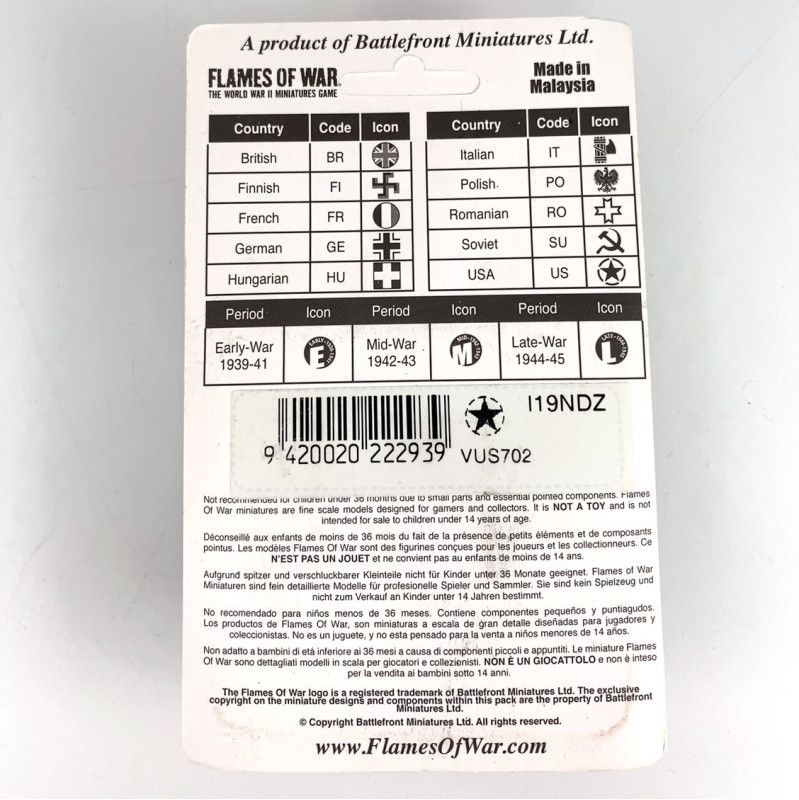 A product of Battlefront Miniatures Ltd.
FLAMES OF WAR
THE WORLD WAR II MINIATURES GAME
Made in
Malaysia
Country Code Icon
British BR
Finnish FI
French FR
German GE
Hungarian HU
Country Code Icon
Italian IT
Polish. PO
Romanian RO
Soviet SU
USA US
Period Icon Period Icon Period Icon
Early-War
1939-41
E
Mid-War
1942-43
M
Late-War
1944-45
L
I19NDZ
9 420020 222939 VUS702
Not recommended for children under 36 months due to small parts and essential pointed components. Flames
Of War miniatures are fine scale models designed for gamers and collectors. It is NOT A TOY and is not
intended for sale to children under 14 years of age.
Déconseillé aux enfants de moins de 36 mois du fait de la présence de petits éléments et de composants
pointus. Les modèles Flames Of War sont des figurines conçues pour les joueurs et les collectionneurs. Ce
N'EST PAS UN JOUET et ne convient pas au enfants de moins de 14 ans.
Aufgrund spitzer und verschluckbarer Kleinteile nicht für Kinder unter 36 Monate geeignet. Flames of War
Miniaturen sind fein detaillierte Modelle für profesionelle Spieler und Sammler. Sie sind kein Spielzeug und
nicht zum Verkauf an Kinder unter 14 Jahren bestimmt.
No recomendado para niños menos de 36 meses. Contiene componentes pequeños y puntiagudos.
Los productos de Flames Of War, son miniaturas a escala de gran detalle diseñadas para jugadores y
coleccionistas. No es un juguete, y no esta pensado para la venta a niños menores de 14 años.
Non adatto a bambini di etá inferiore ai 36 mesi a causa di componenti piccoli e appuntiti. Le miniature Flames
Of War sono dettagliati modelli in scala per giocatori e collezionisti. NON È UN GIOCATTOLO e non è inteso
per la vendita ai bambini sotto 14 anni.
The Flames Of War logo is a registered trademark of Battlefront Miniatures Ltd. The exclusive
copyright on the miniature designs and components within this pack are the property of Battlefront
Miniatures Ltd.
© Copyright Battlefront Miniatures Ltd. All rights reserved.
www.FlamesOfWar.com